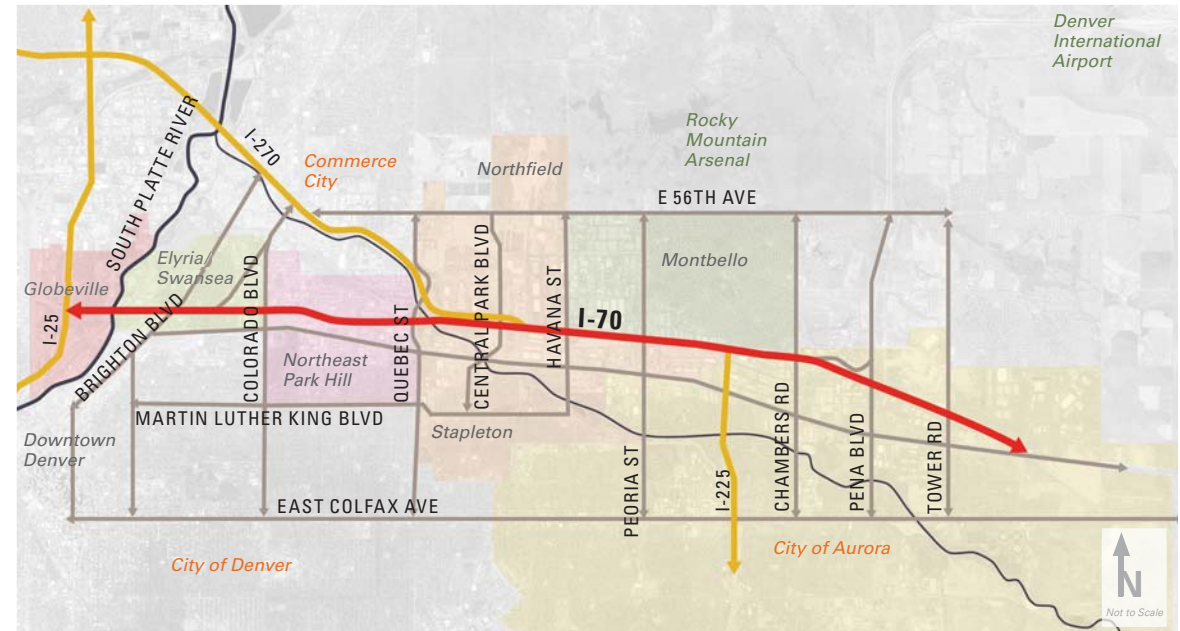 Denver
International
Airport
SOUTH PLATTE RIVER
I-270
Commerce
City
Northfield
Rocky
Mountain
Arsenal
E 56TH AVE
Elyria/
Swansea
Globeville
I-25
BRIGHTON BLVD
COLORADO BLVD
QUEBEC ST
CENTRAL PARK BLVD
HAVANA ST
Montbello
I-70
Northeast
Park Hill
MARTIN LUTHER KING BLVD
Stapleton
Downtown
Denver
PEORIA ST
I-225
CHAMBERS RD
PENA BLVD
TOWER RD
EAST COLFAX AVE
City of Denver
City of Aurora
N
Not to Scale